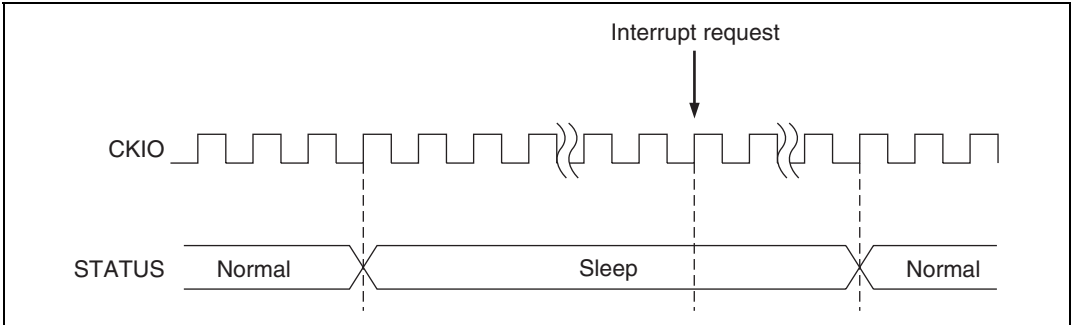 Interrupt request
CKIO
STATUS
Normal
Sleep
Normal